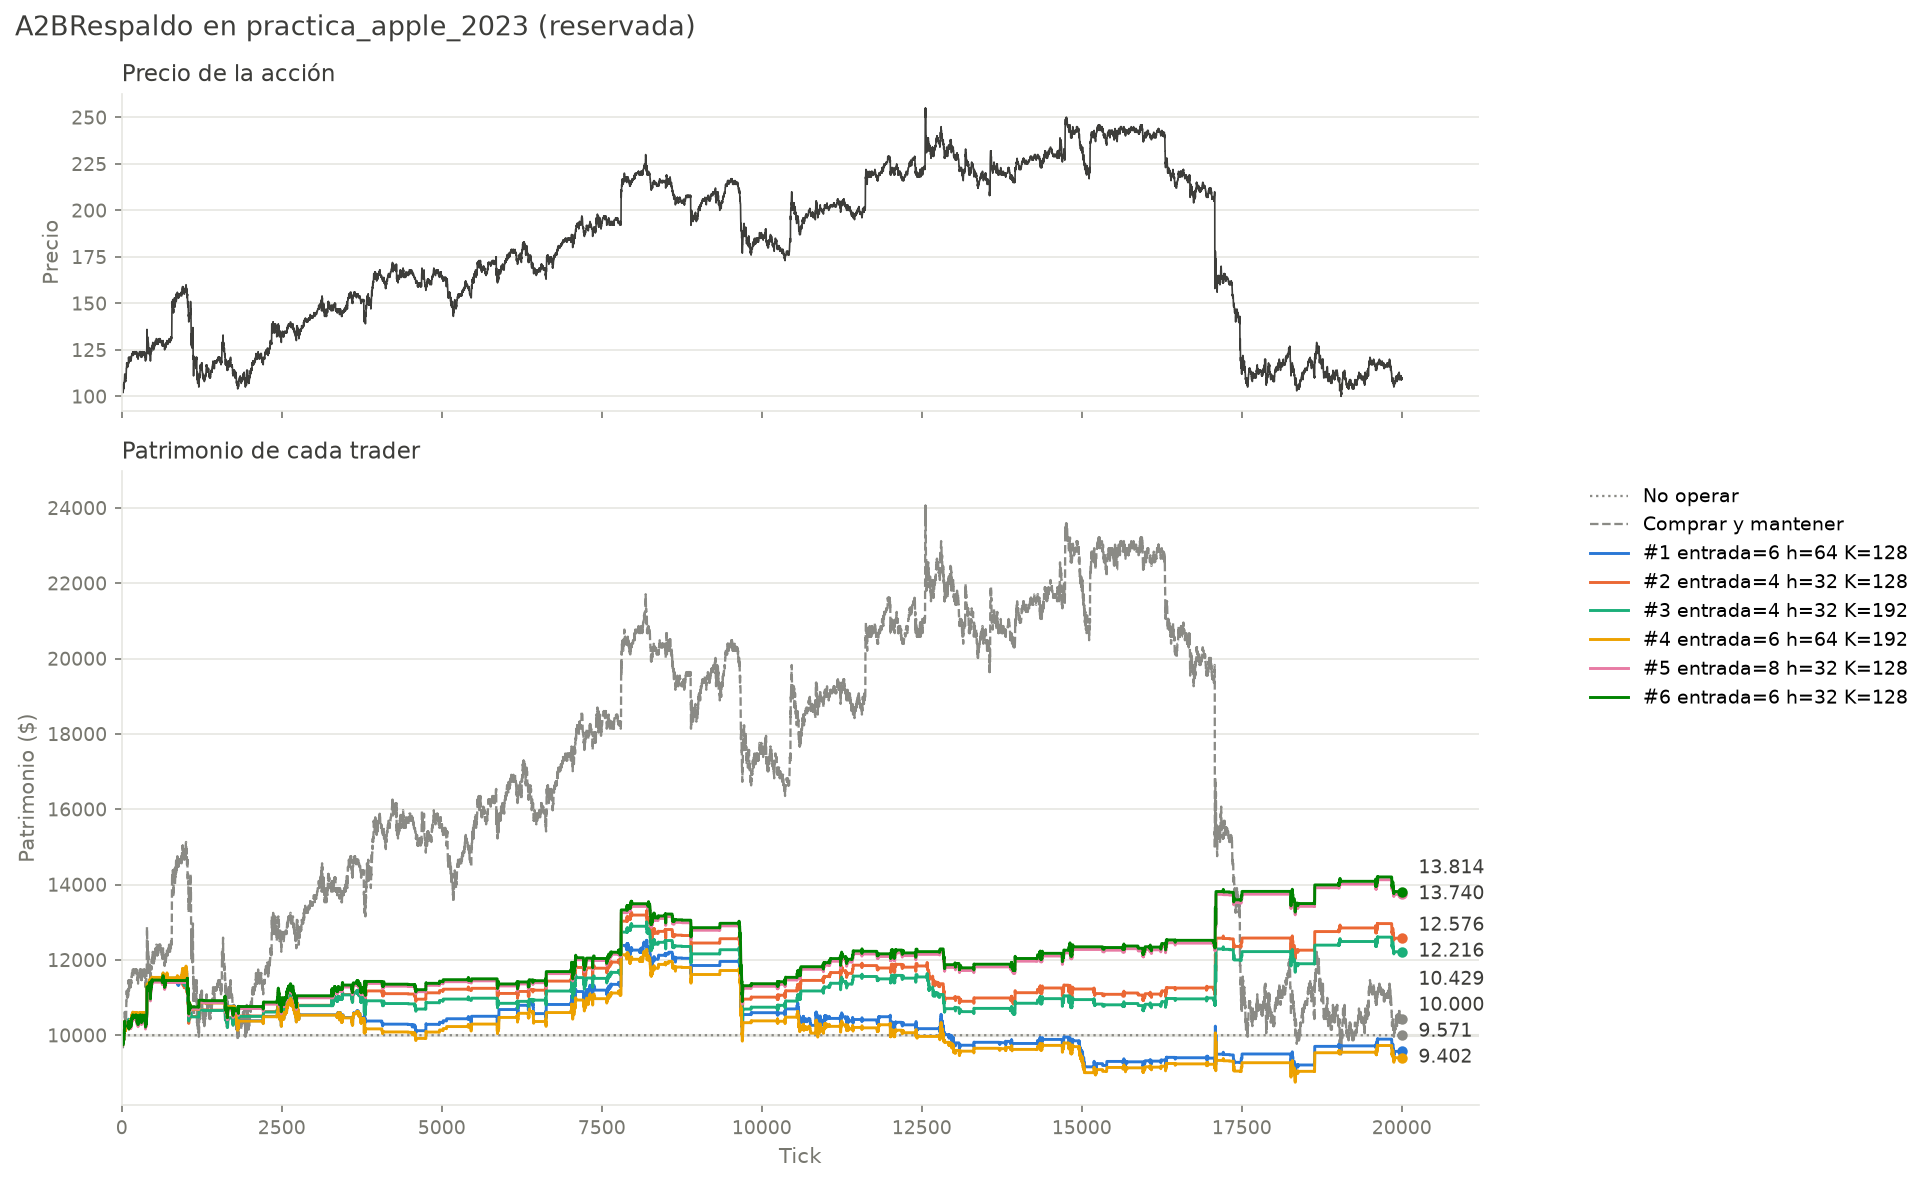 A2BRespaldo en practica_apple_2023 (reservada)
Precio de la acción
250
225
200
175
150
125
100
Precio
Patrimonio de cada trader
24000
22000
20000
18000
16000
14000
12000
10000
Patrimonio ($)
0
2500
5000
7500
10000
12500
15000
17500
20000
Tick
13.814
13.740
12.576
12.216
10.429
10.000
9.571
9.402
No operar
Comprar y mantener
#1 entrada=6 h=64 K=128
#2 entrada=4 h=32 K=128
#3 entrada=4 h=32 K=192
#4 entrada=6 h=64 K=192
#5 entrada=8 h=32 K=128
#6 entrada=6 h=32 K=128